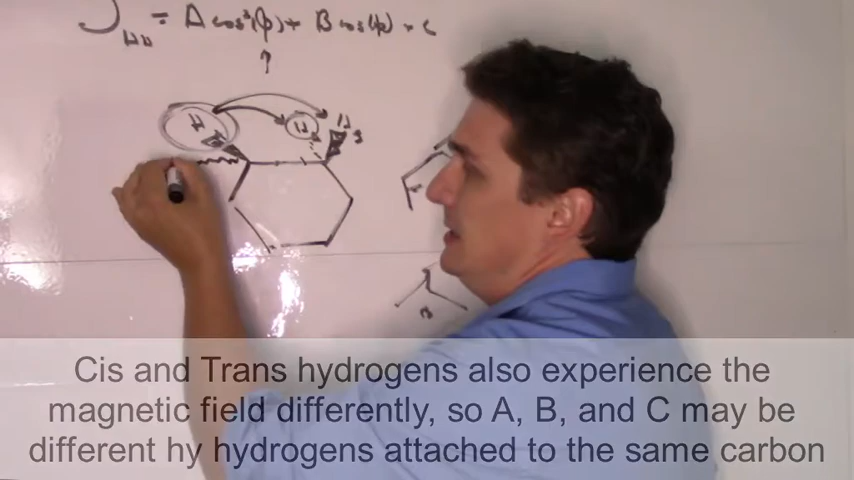 J_HH = A cos²(φ) + B cos(φ) + C
H
H
H
Cis and Trans hydrogens also experience the
magnetic field differently, so A, B, and C may be
different hy hydrogens attached to the same carbon